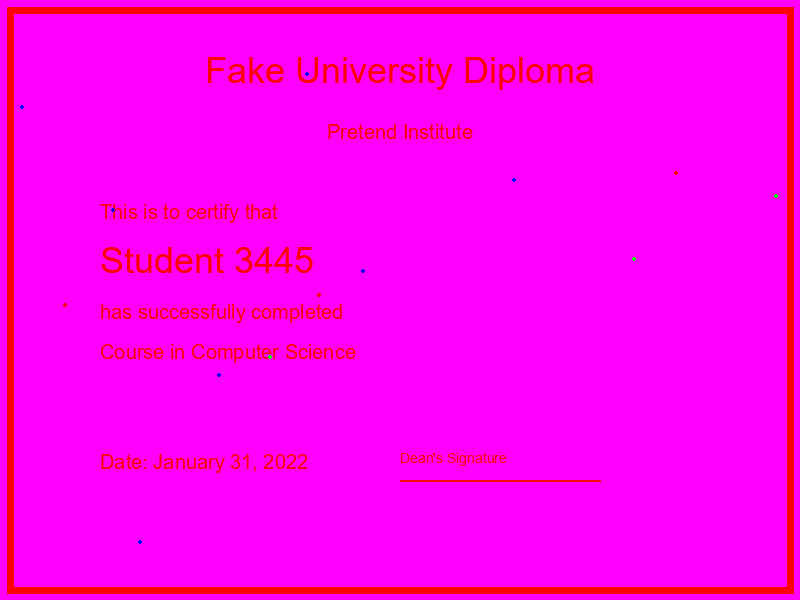 Fake University Diploma
Pretend Institute
This is to certify that
Student 3445
has successfully completed
Course in Computer Science
Date: January 31, 2022
Dean's Signature